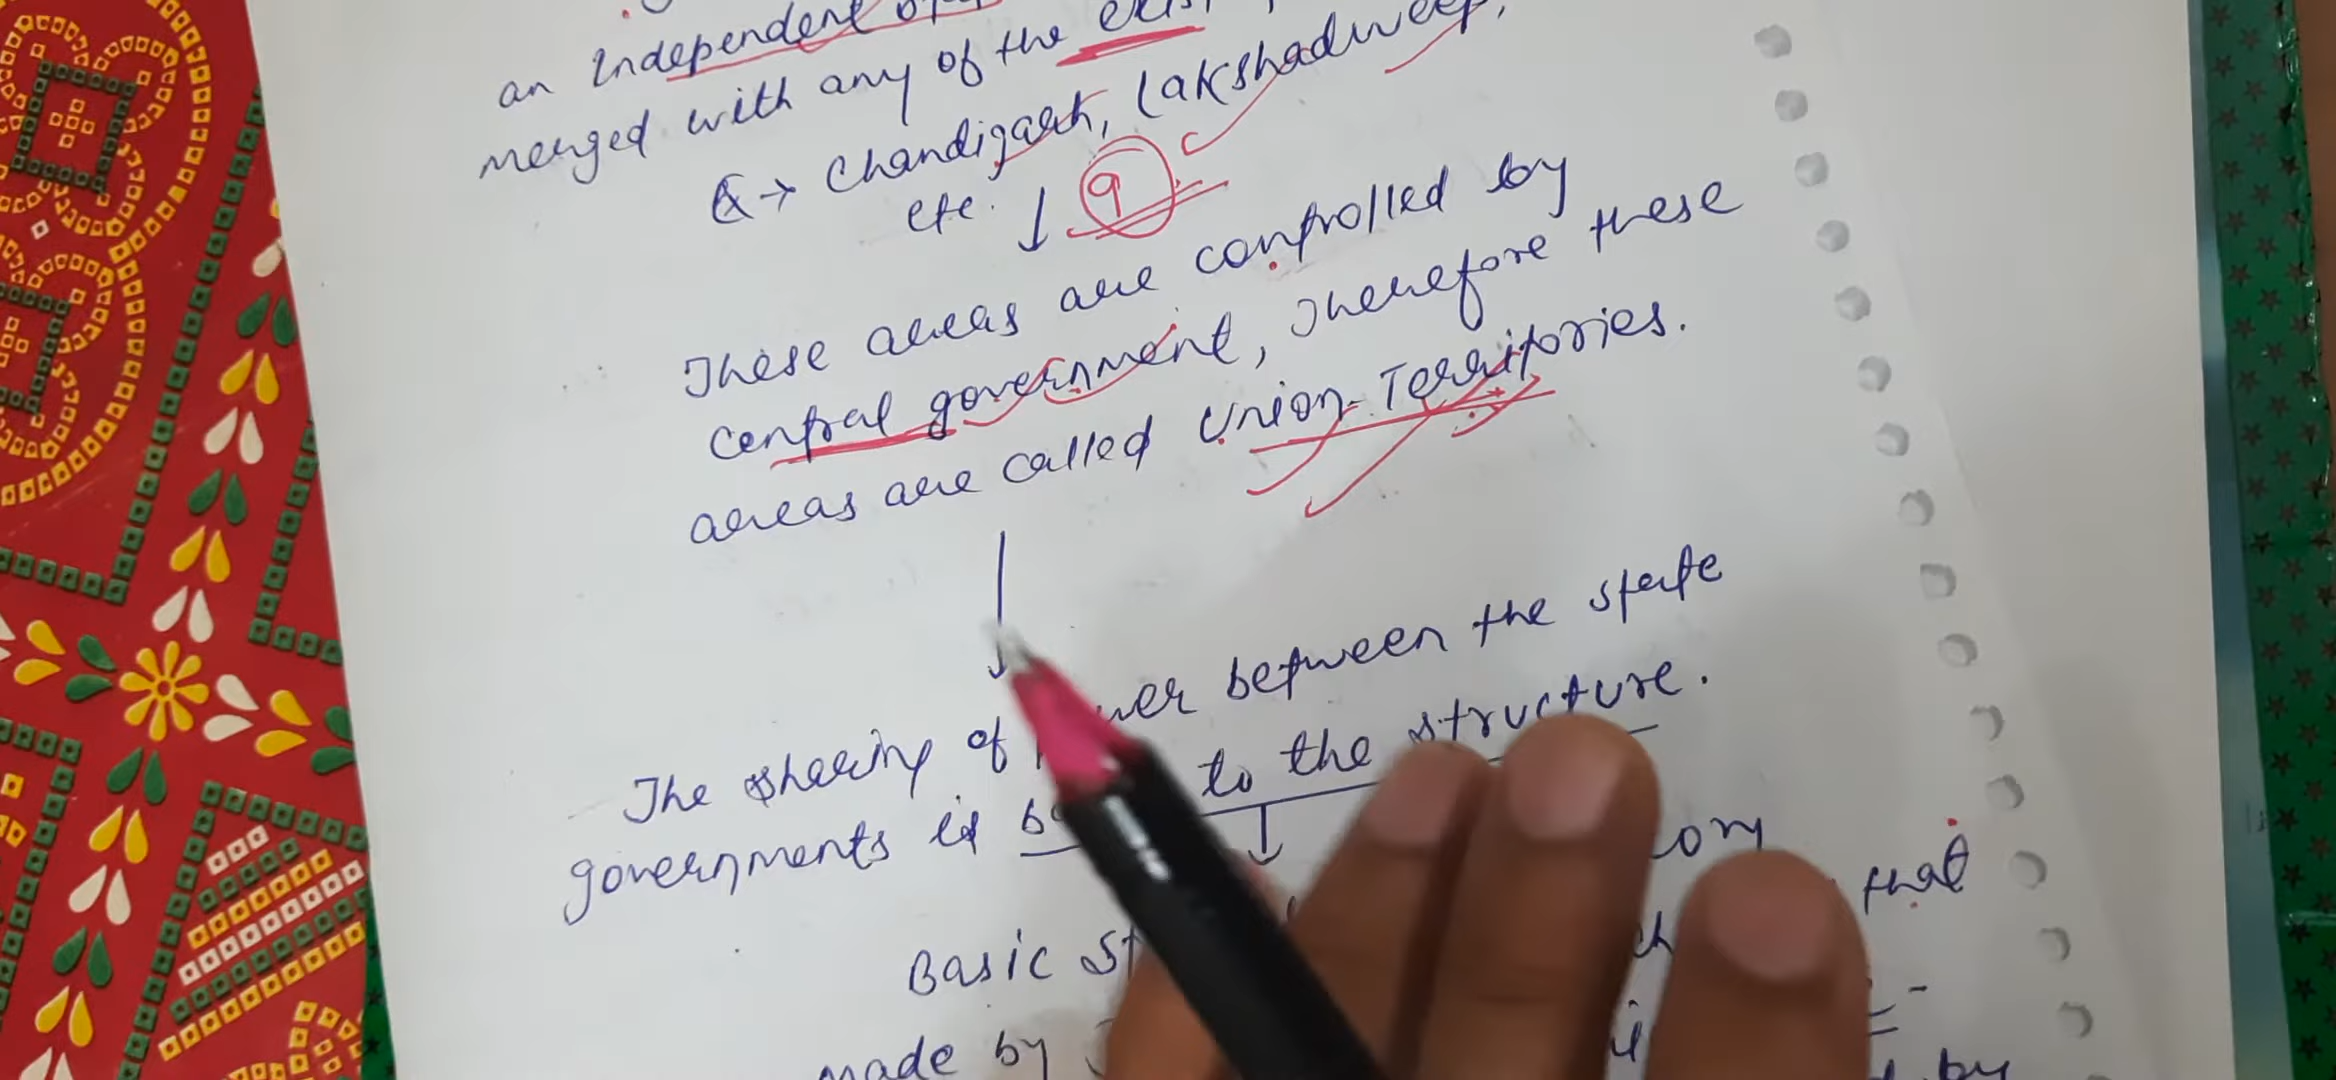 an Independent
merged with any of the
Ex → Chandigarh, Lakshadweep,
etc. ↓ 9
These areas are controlled by
central government, Therefore these
areas are called Union-Territories.
The sharing of between the state
governments is to the structure.
that
Basic
made by
by